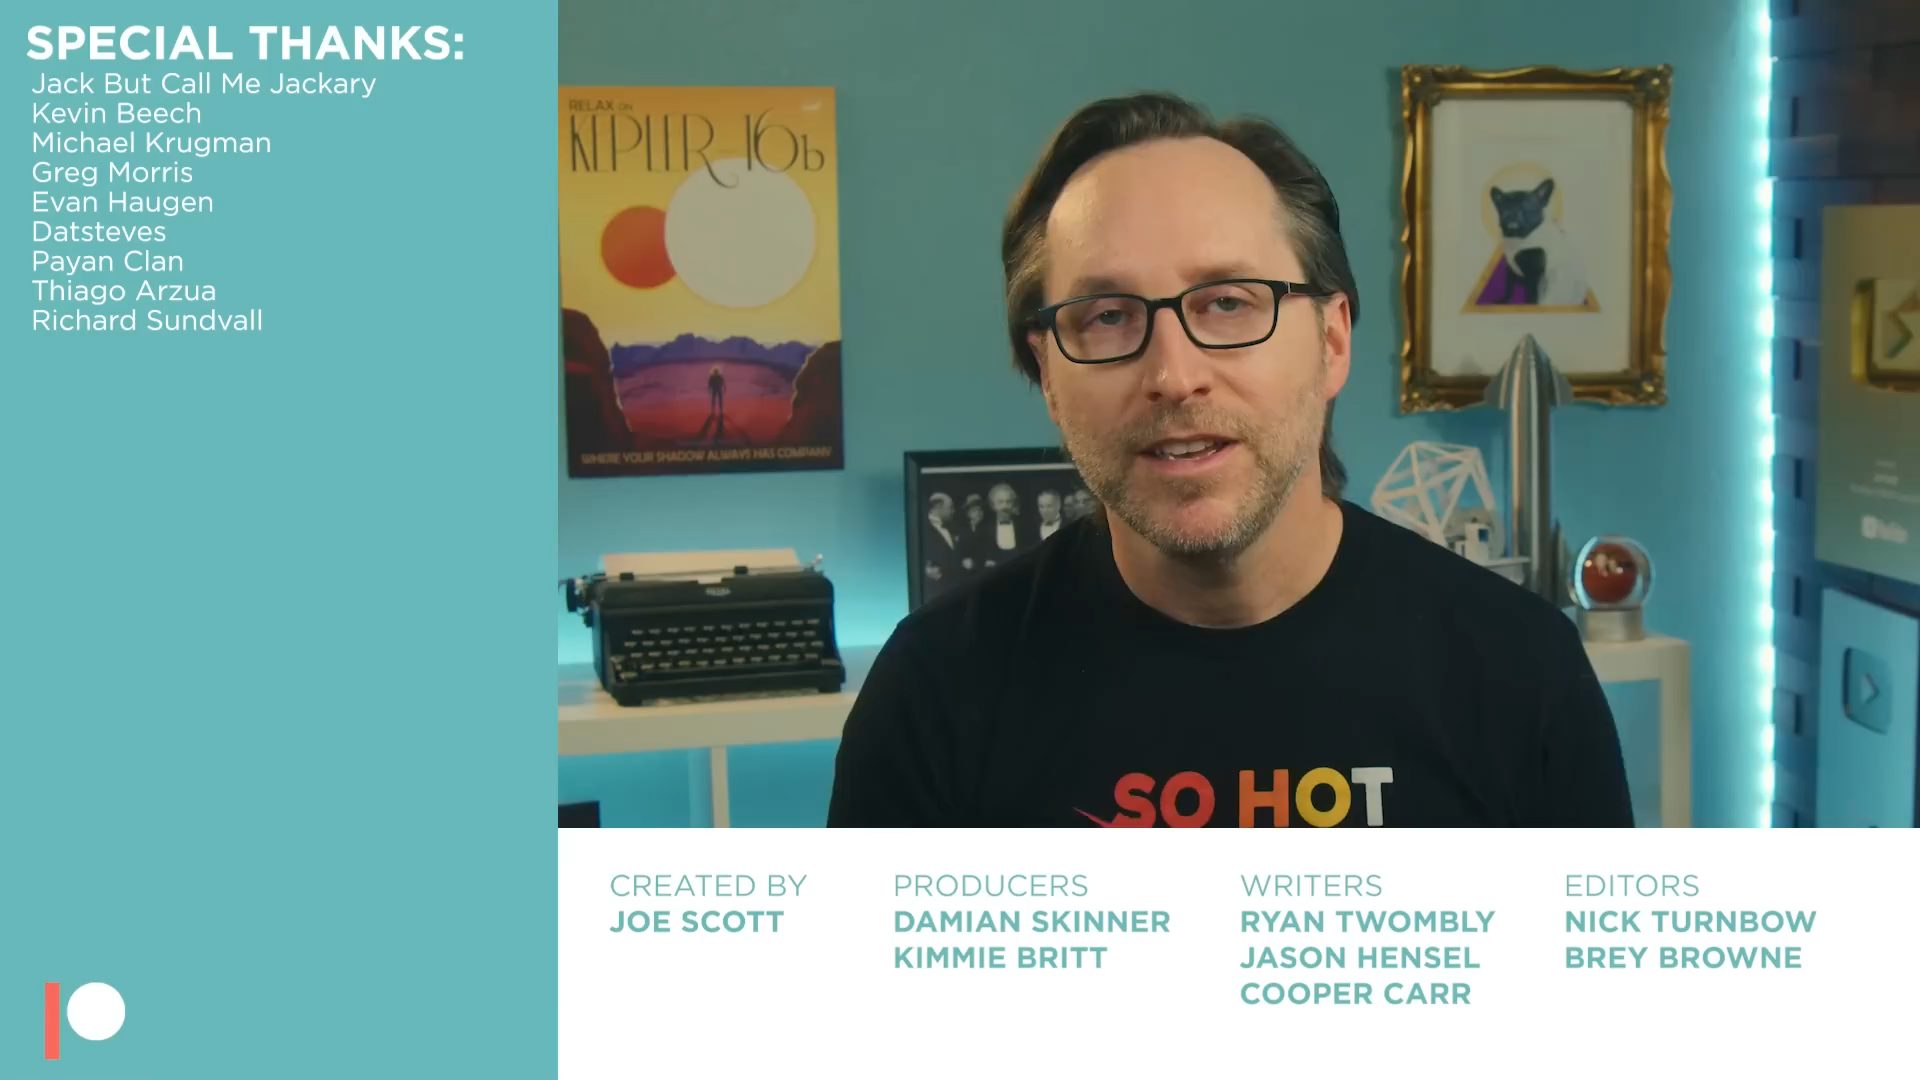 SPECIAL THANKS:
Jack But Call Me Jackary
Kevin Beech
Michael Krugman
Greg Morris
Evan Haugen
Datsteves
Payan Clan
Thiago Arzua
Richard Sundvall
RELAX ON
KEPLER-16b
WHERE YOUR SHADOW ALWAYS HAS COMPANY
SO HOT
CREATED BY
JOE SCOTT
PRODUCERS
DAMIAN SKINNER
KIMMIE BRITT
WRITERS
RYAN TWOMBLY
JASON HENSEL
COOPER CARR
EDITORS
NICK TURNBOW
BREY BROWNE